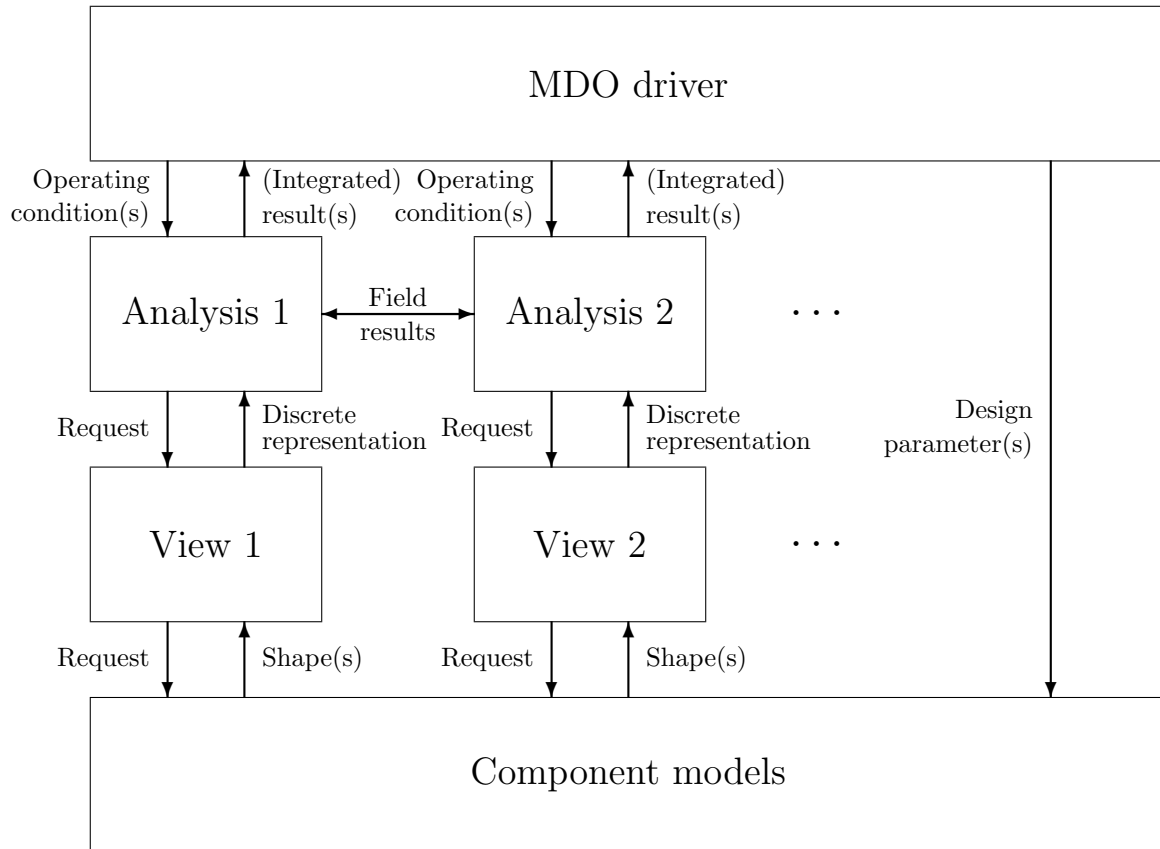 MDO driver
Operating
condition(s)
(Integrated)
result(s)
Operating
condition(s)
(Integrated)
result(s)
Analysis 1
Field
results
Analysis 2
· · ·
Request
Discrete
representation
Request
Discrete
representation
Design
parameter(s)
View 1
View 2
· · ·
Request
Shape(s)
Request
Shape(s)
Component models